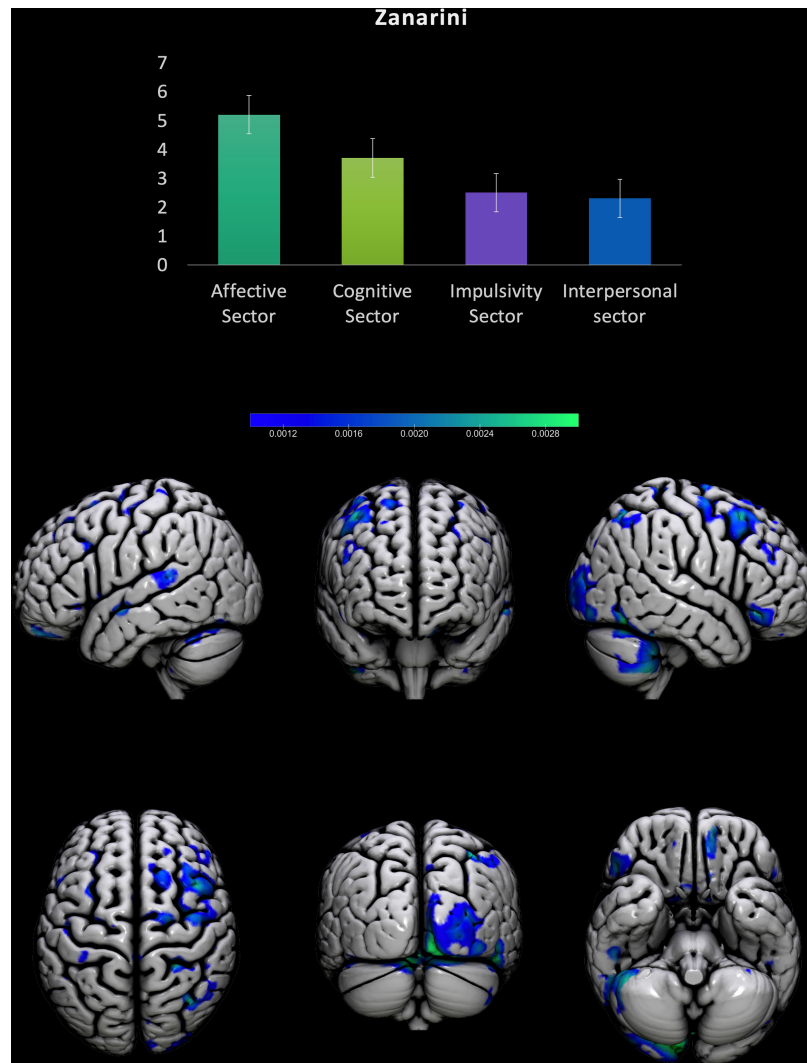 Zanarini
7
6
5
4
3
2
1
0
Affective Sector
Cognitive Sector
Impulsivity Sector
Interpersonal sector
0.0012 0.0016 0.0020 0.0024 0.0028